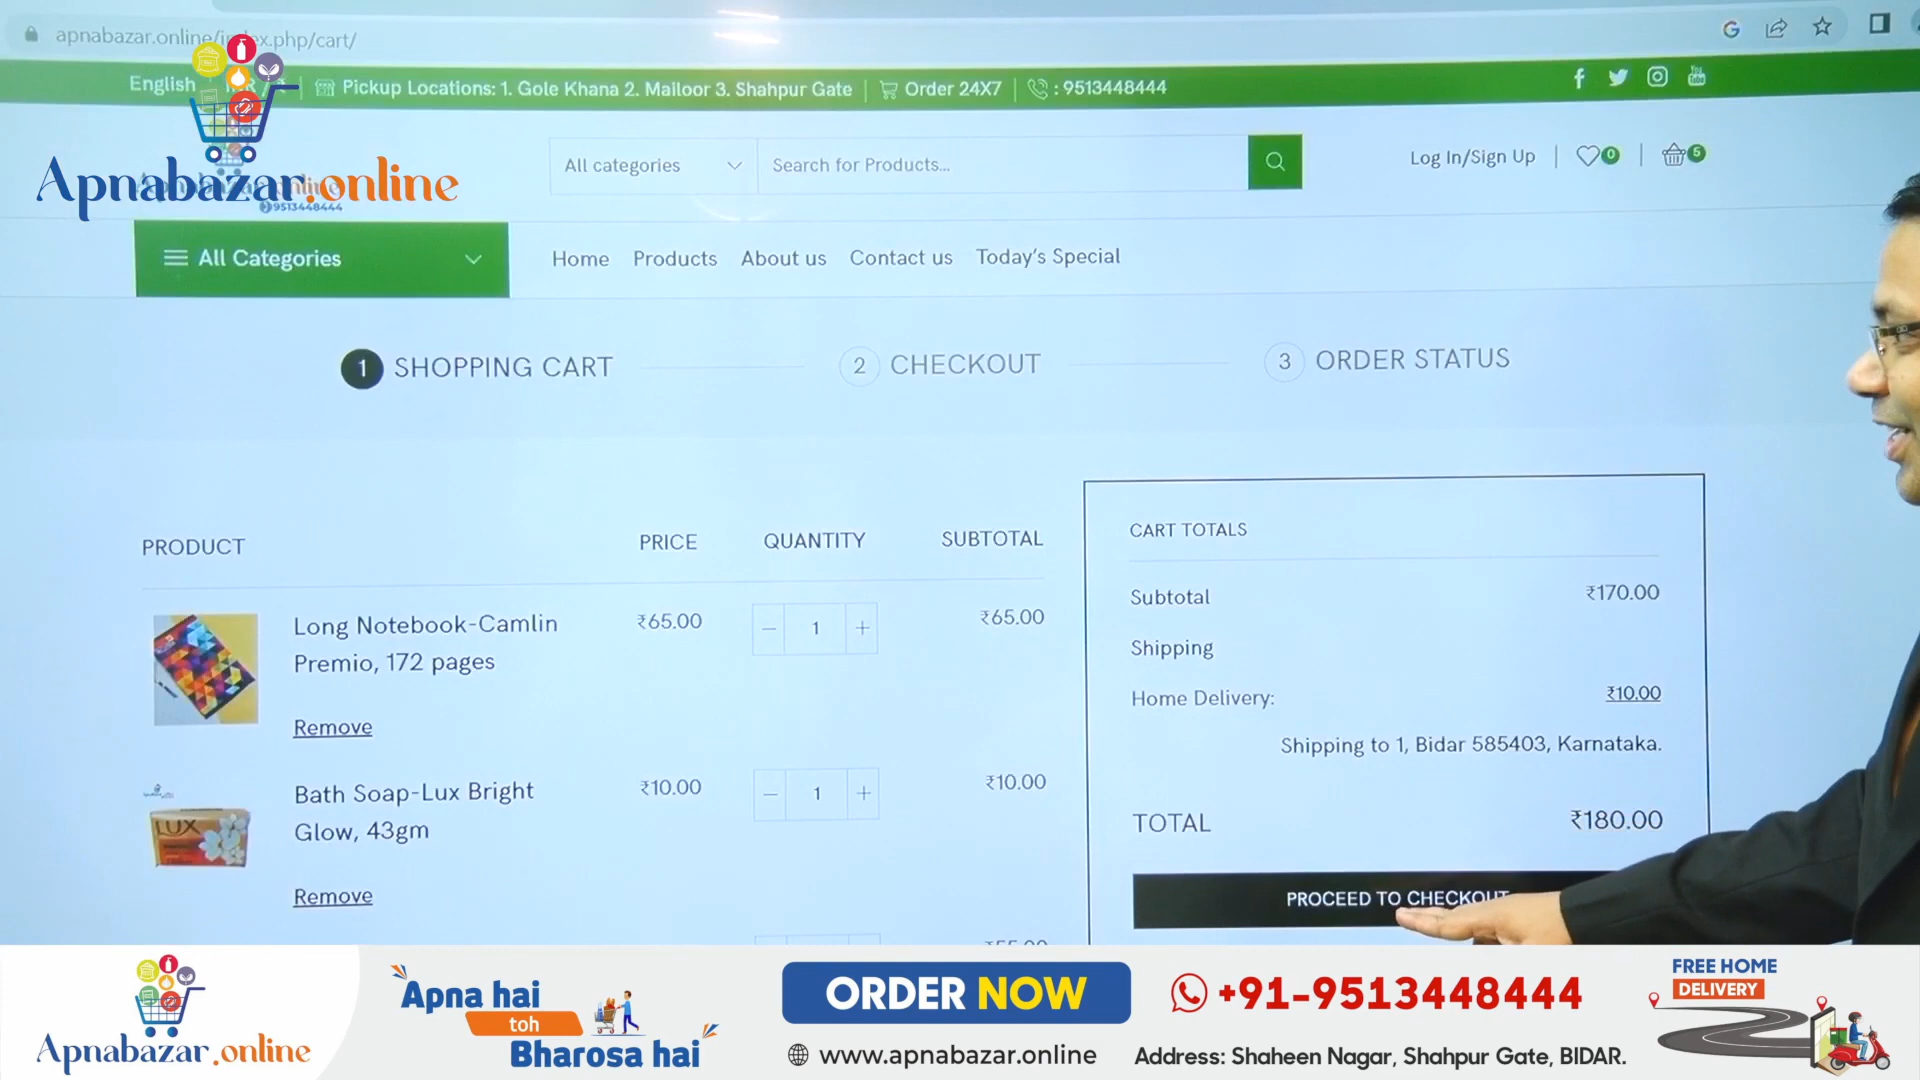 apnabazar.online/index.php/cart/
English
Pickup Locations: 1. Gole Khana 2. Mailoor 3. Shahpur Gate
Order 24X7
: 9513448444
Apnabazar.online
9513448444
All categories
Search for Products...
Log In/Sign Up
0
5
All Categories
Home
Products
About us
Contact us
Today's Special
1 SHOPPING CART
2 CHECKOUT
3 ORDER STATUS
PRODUCT PRICE QUANTITY SUBTOTAL
Long Notebook-Camlin Premio, 172 pages
₹65.00
1
₹65.00
Remove
Bath Soap-Lux Bright Glow, 43gm
₹10.00
1
₹10.00
LUX
Remove
CART TOTALS
Subtotal ₹170.00
Shipping
Home Delivery: ₹10.00
Shipping to 1, Bidar 585403, Karnataka.
TOTAL ₹180.00
PROCEED TO CHECKOUT
Apnabazar.online
Apna hai
toh
Bharosa hai
ORDER NOW
www.apnabazar.online
+91-9513448444
Address: Shaheen Nagar, Shahpur Gate, BIDAR.
FREE HOME
DELIVERY